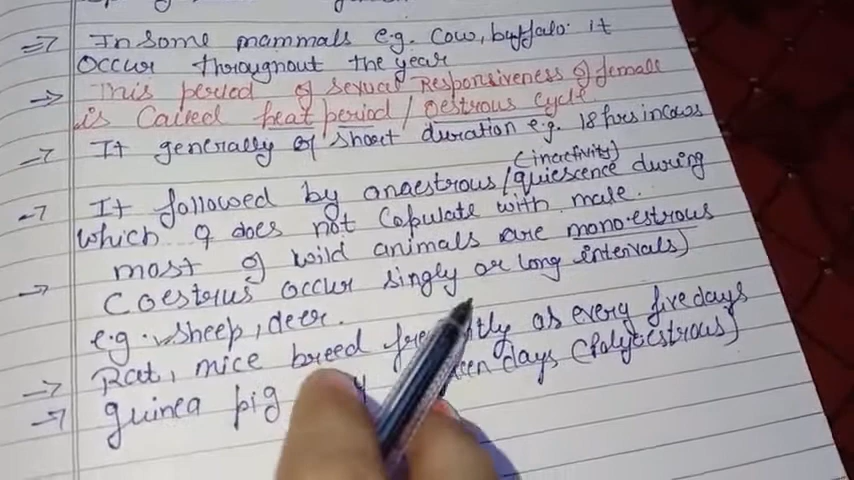 => In some mammals e.g. Cow, buffalo it
occur throughout the year
=> This period of sexual Responsiveness of female
is Called heat period / oestrous cycle
=> It generally of short duration e.g. 18 hrs in cows
(inactivity)
=> It followed by anaestrous / quiescence during
which ♀ does not Copulate with male.
=> most of wild animals are mono-estrous
(oestrus occur singly or long intervals)
e.g. sheep, deer.
=> Rat, mice breed as every five days
=> guinea pig days (Polyoestrous)